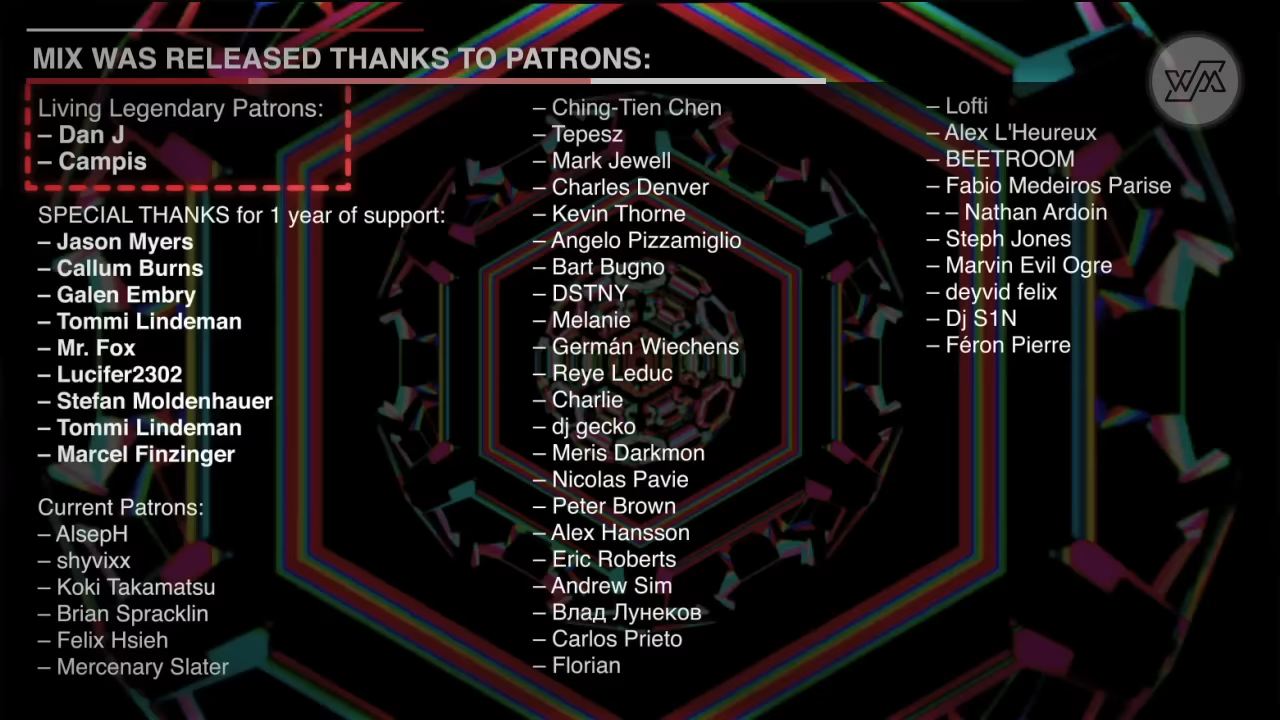 MIX WAS RELEASED THANKS TO PATRONS:
WM
Living Legendary Patrons:
– Dan J
– Campis
SPECIAL THANKS for 1 year of support:
– Jason Myers
– Callum Burns
– Galen Embry
– Tommi Lindeman
– Mr. Fox
– Lucifer2302
– Stefan Moldenhauer
– Tommi Lindeman
– Marcel Finzinger
Current Patrons:
– AlsepH
– shyvixx
– Koki Takamatsu
– Brian Spracklin
– Felix Hsieh
– Mercenary Slater
– Ching-Tien Chen
– Tepesz
– Mark Jewell
– Charles Denver
– Kevin Thorne
– Angelo Pizzamiglio
– Bart Bugno
– DSTNY
– Melanie
– Germán Wiechens
– Reye Leduc
– Charlie
– dj gecko
– Meris Darkmon
– Nicolas Pavie
– Peter Brown
– Alex Hansson
– Eric Roberts
– Andrew Sim
– Влад Лунеков
– Carlos Prieto
– Florian
– Lofti
– Alex L'Heureux
– BEETROOM
– Fabio Medeiros Parise
– – Nathan Ardoin
– Steph Jones
– Marvin Evil Ogre
– deyvid felix
– Dj S1N
– Féron Pierre